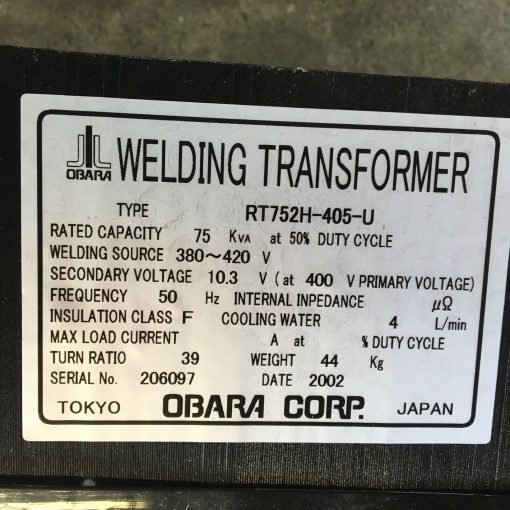 OBARA WELDING TRANSFORMER
TYPE RT752H-405-U
RATED CAPACITY 75 KVA at 50% DUTY CYCLE
WELDING SOURCE 380～420 V
SECONDARY VOLTAGE 10.3 V (at 400 V PRIMARY VOLTAGE)
FREQUENCY 50 Hz INTERNAL INPEDANCE μΩ
INSULATION CLASS F COOLING WATER 4 L/min
MAX LOAD CURRENT A at % DUTY CYCLE
TURN RATIO 39 WEIGHT 44 Kg
SERIAL No. 206097 DATE 2002
TOKYO OBARA CORP. JAPAN